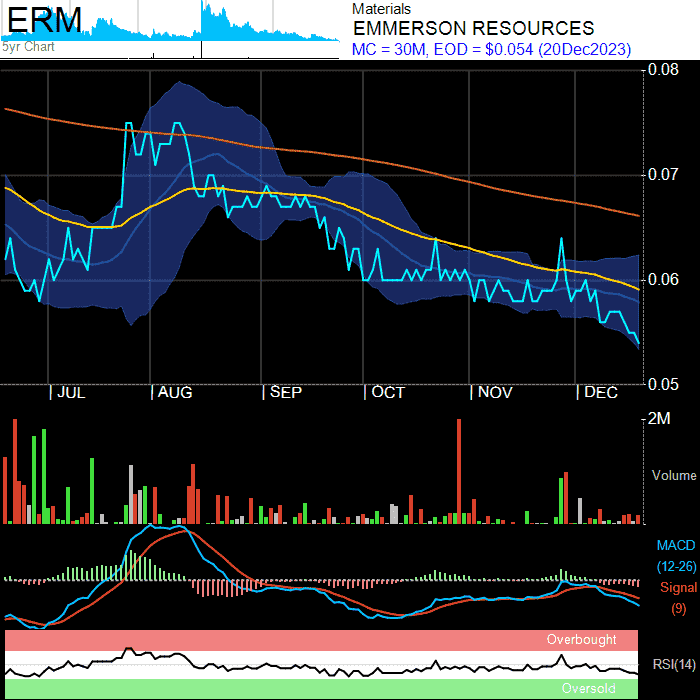 ERM
5yr Chart
Materials
EMMERSON RESOURCES
MC = 30M, EOD = $0.054 (20Dec2023)
0.08
0.07
0.06
0.05
JUL AUG SEP OCT NOV DEC
2M
Volume
MACD
(12-26)
Signal
(9)
Overbought
RSI(14)
Oversold